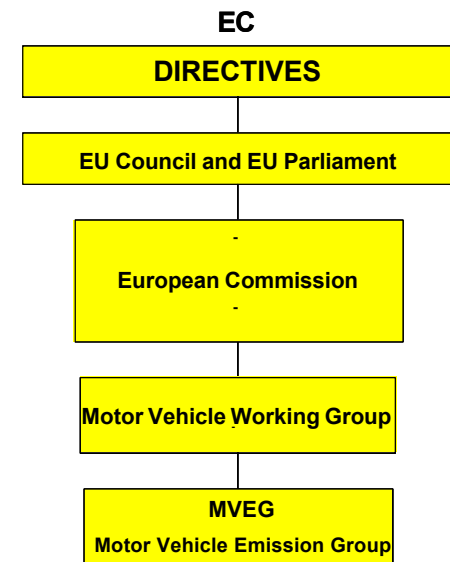 EC
DIRECTIVES
EU Council and EU Parliament
-
European Commission
-
Motor Vehicle Working Group
-
MVEG
Motor Vehicle Emission Group